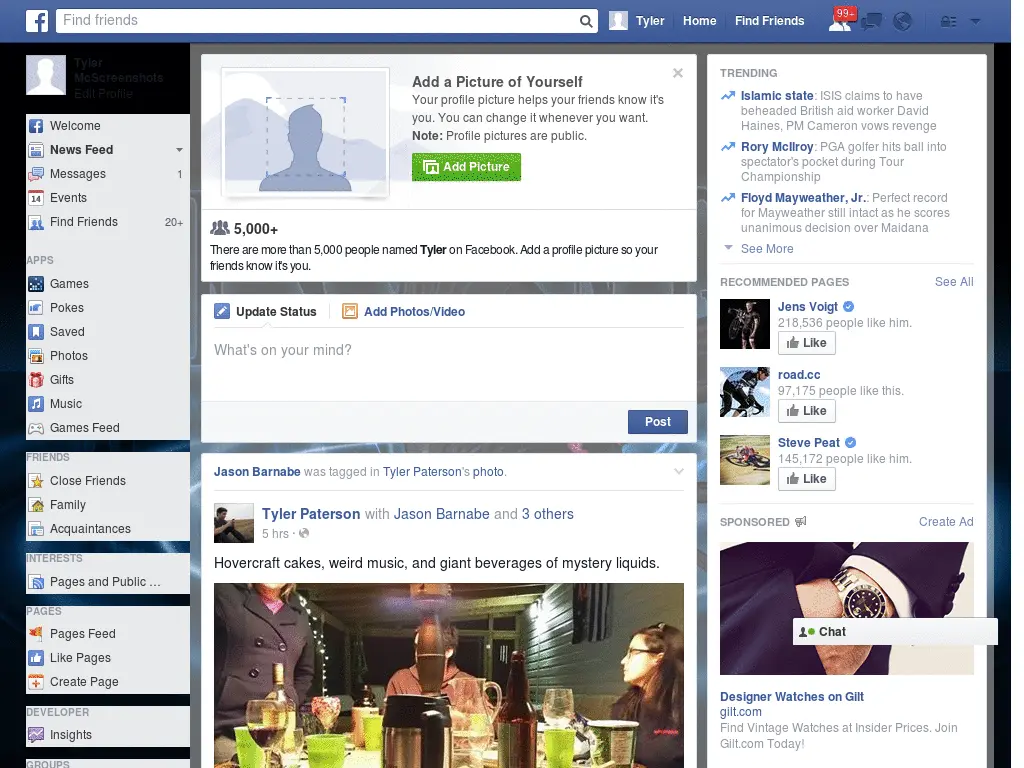 Find friends
Tyler
Home
Find Friends
99+
Tyler
McScreenshots
Edit Profile
Welcome
News Feed
Messages 1
14 Events
Find Friends 20+
APPS
Games
Pokes
Saved
Photos
Gifts
Music
Games Feed
FRIENDS
Close Friends
Family
Acquaintances
INTERESTS
Pages and Public ...
PAGES
Pages Feed
Like Pages
Create Page
DEVELOPER
Insights
GROUPS
Add a Picture of Yourself
Your profile picture helps your friends know it's
you. You can change it whenever you want.
Note: Profile pictures are public.
Add Picture
5,000+
There are more than 5,000 people named Tyler on Facebook. Add a profile picture so your
friends know it's you.
Update Status
Add Photos/Video
What's on your mind?
Post
Jason Barnabe was tagged in Tyler Paterson's photo.
Tyler Paterson with Jason Barnabe and 3 others
5 hrs ·
Hovercraft cakes, weird music, and giant beverages of mystery liquids.
TRENDING
Islamic state: ISIS claims to have
beheaded British aid worker David
Haines, PM Cameron vows revenge
Rory McIlroy: PGA golfer hits ball into
spectator's pocket during Tour
Championship
Floyd Mayweather, Jr.: Perfect record
for Mayweather still intact as he scores
unanimous decision over Maidana
See More
RECOMMENDED PAGES See All
Jens Voigt
218,536 people like him.
Like
road.cc
97,175 people like this.
Like
Steve Peat
145,172 people like him.
Like
SPONSORED Create Ad
Chat
Designer Watches on Gilt
gilt.com
Find Vintage Watches at Insider Prices. Join
Gilt.com Today!